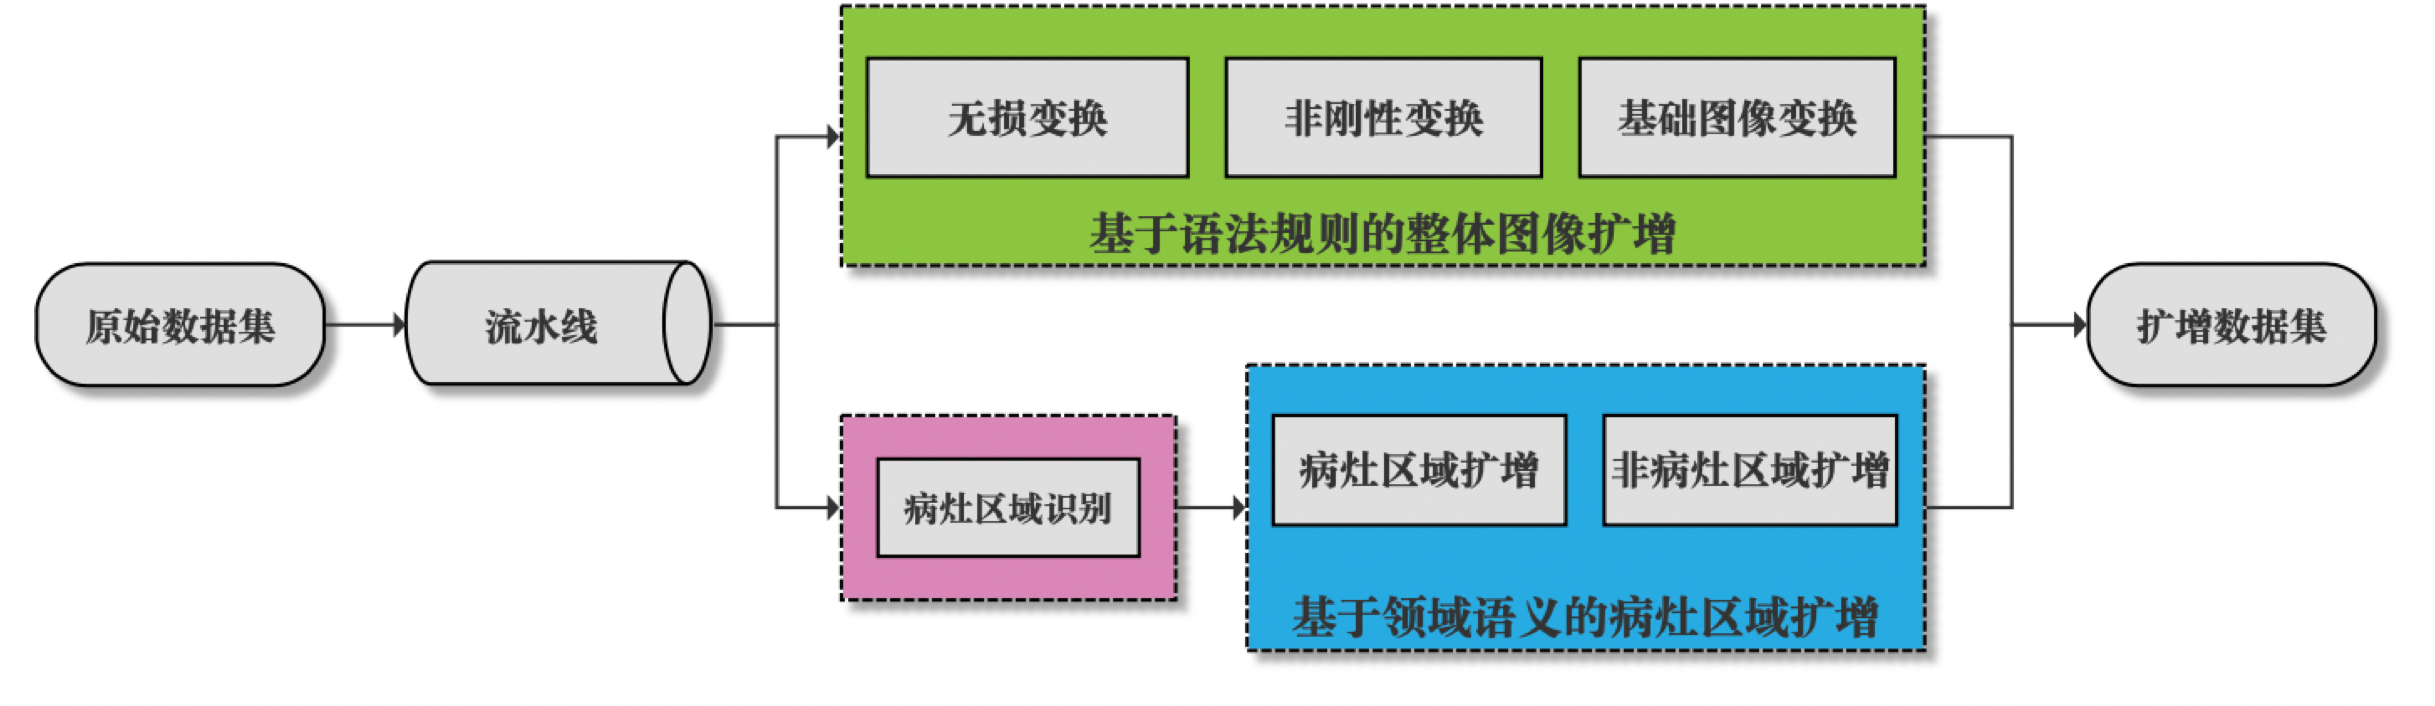 无损变换
非刚性变换
基础图像变换
基于语法规则的整体图像扩增
原始数据集
流水线
扩增数据集
病灶区域识别
病灶区域扩增
非病灶区域扩增
基于领域语义的病灶区域扩增